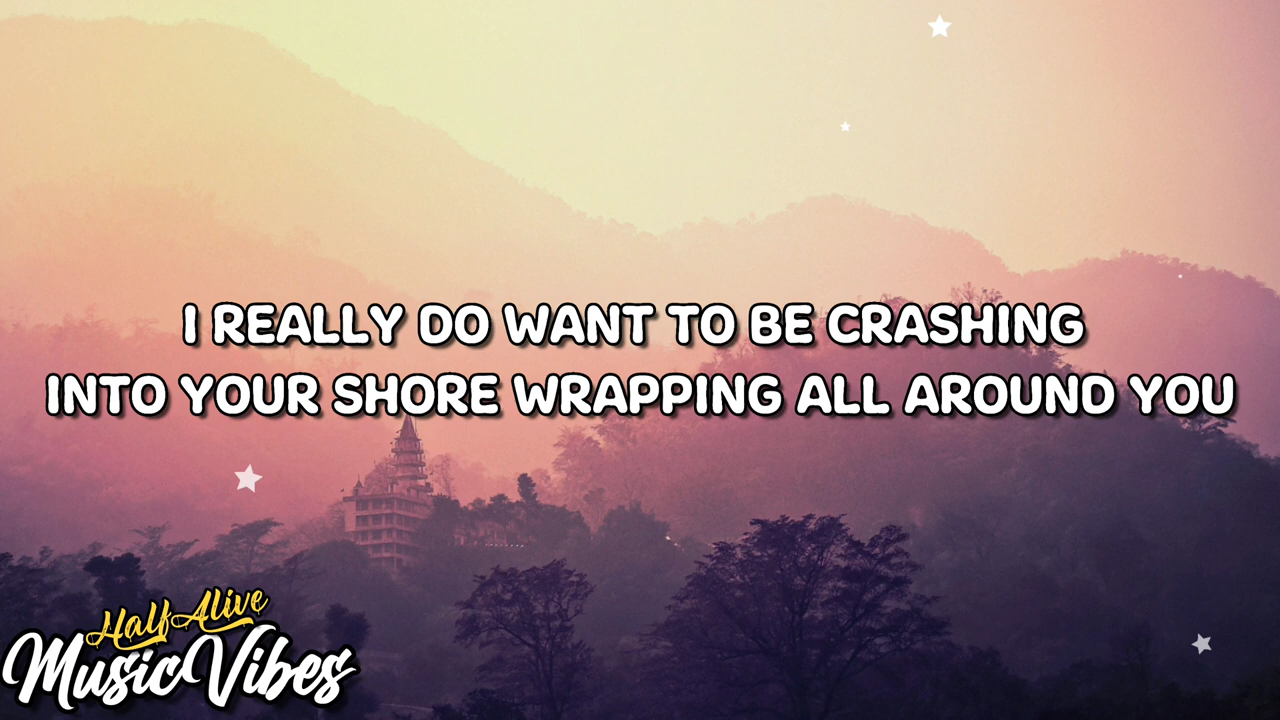 I REALLY DO WANT TO BE CRASHING
INTO YOUR SHORE WRAPPING ALL AROUND YOU
Half Alive
Music Vibes